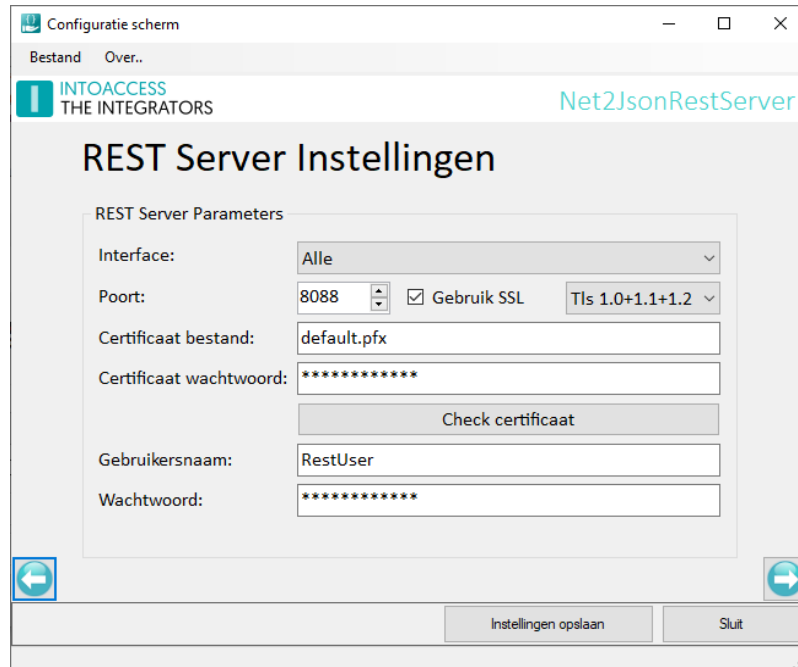 Configuratie scherm
Bestand Over..
INTOACCESS
THE INTEGRATORS
Net2JsonRestServer
REST Server Instellingen
REST Server Parameters
Interface: Alle
Poort: 8088 Gebruik SSL Tls 1.0+1.1+1.2
Certificaat bestand: default.pfx
Certificaat wachtwoord: ************
Check certificaat
Gebruikersnaam: RestUser
Wachtwoord: ************
Instellingen opslaan Sluit